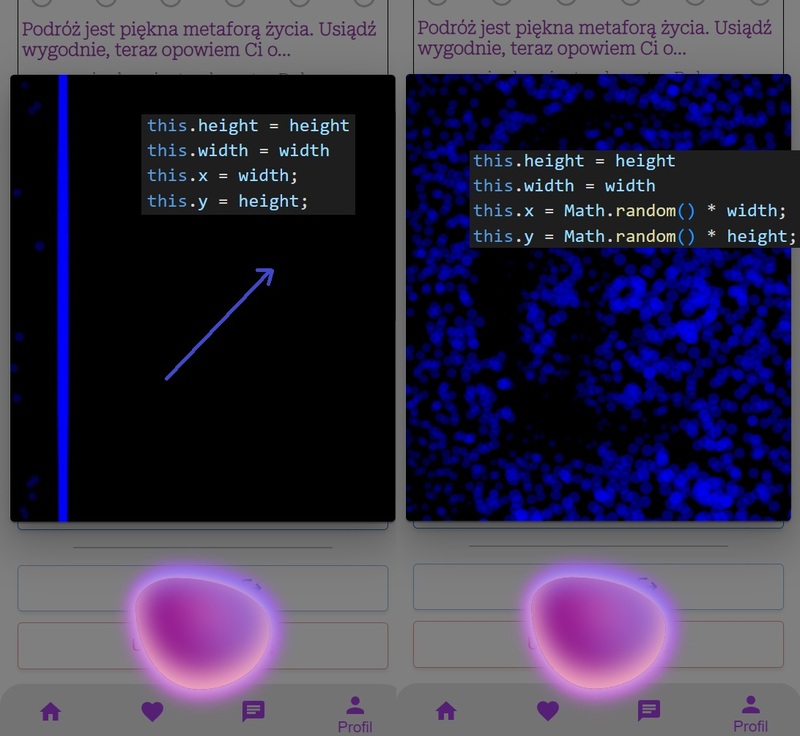 Podróż jest piękna metaforą życia. Usiądź
wygodnie, teraz opowiem Ci o...
this.height = height
this.width = width
this.x = width;
this.y = height;
Profil
Podróż jest piękna metaforą życia. Usiądź
wygodnie, teraz opowiem Ci o...
this.height = height
this.width = width
this.x = Math.random() * width;
this.y = Math.random() * height;
Profil